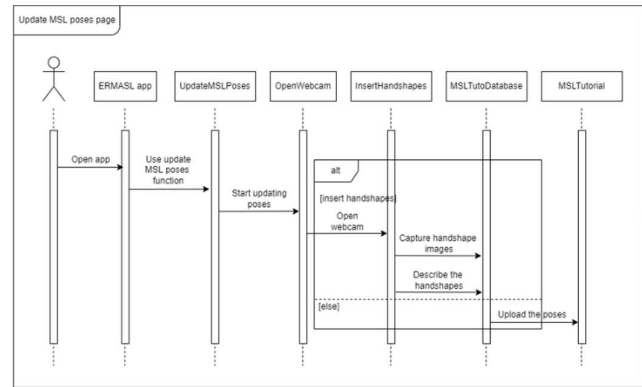 Update MSL poses page
ERMASL app
UpdateMSLPoses
OpenWebcam
InsertHandshapes
MSLTutoDatabase
MSLTutorial
Open app
Use update
MSL poses
function
Start updating
poses
alt
[insert handshapes]
Open
webcam
Capture handshape
images
Describe the
handshapes
[else]
Upload the poses